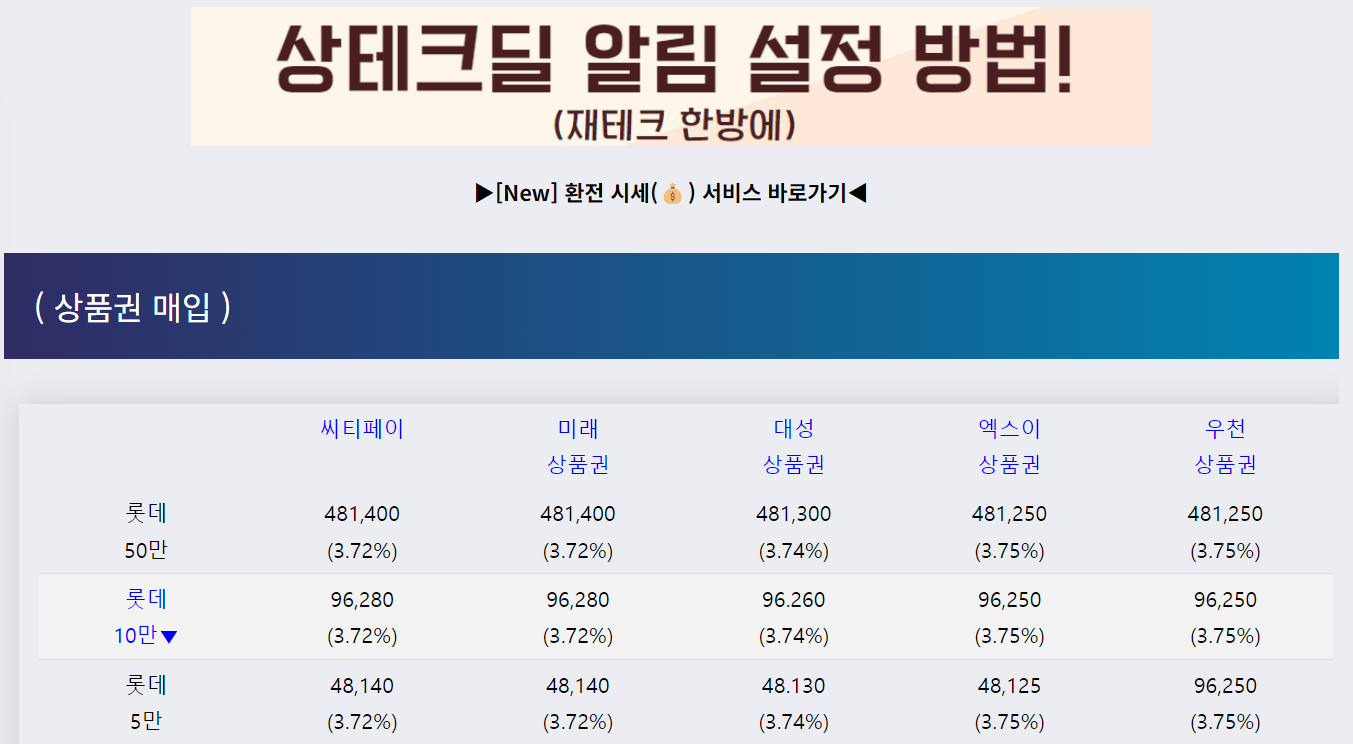 상테크딜 알림 설정 방법!
(재테크 한방에)
▶[New] 환전 시세(💰) 서비스 바로가기◀
( 상품권 매입 )
씨티페이 미래 대성 엑스이 우천
상품권 상품권 상품권 상품권
롯데 481,400 481,400 481,300 481,250 481,250
50만 (3.72%) (3.72%) (3.74%) (3.75%) (3.75%)
롯데 96,280 96,280 96.260 96,250 96,250
10만▼ (3.72%) (3.72%) (3.74%) (3.75%) (3.75%)
롯데 48,140 48,140 48.130 48,125 96,250
5만 (3.72%) (3.72%) (3.74%) (3.75%) (3.75%)